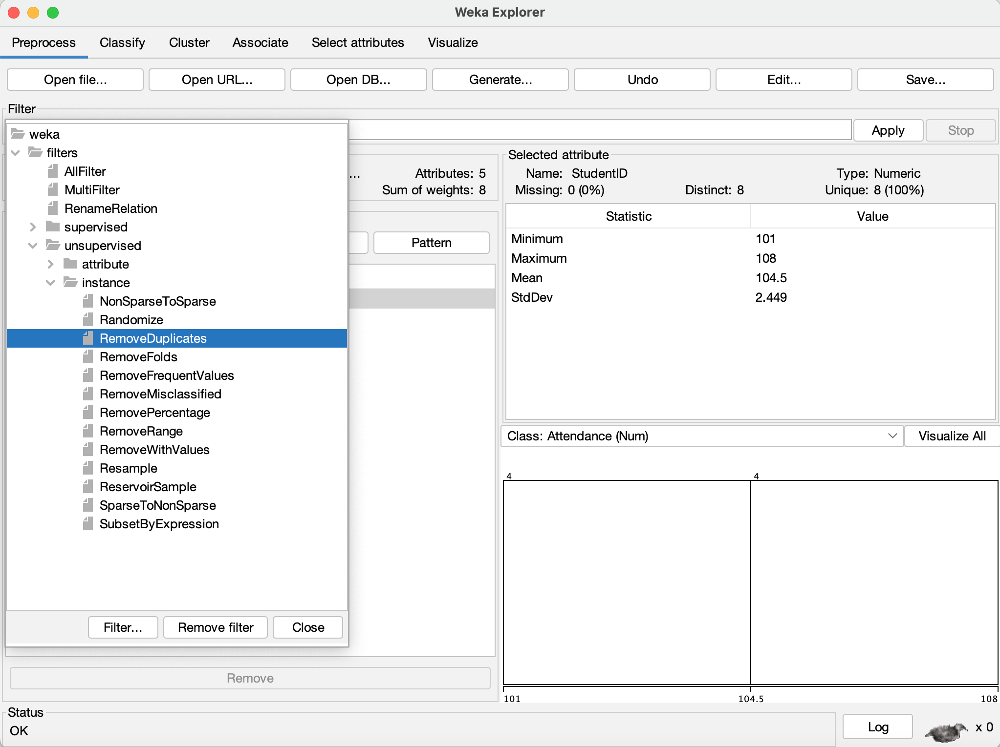 Weka Explorer
Preprocess Classify Cluster Associate Select attributes Visualize
Open file... Open URL... Open DB... Generate... Undo Edit... Save...
Filter
Apply Stop
weka
filters
AllFilter
MultiFilter
RenameRelation
supervised
unsupervised
attribute
instance
NonSparseToSparse
Randomize
RemoveDuplicates
RemoveFolds
RemoveFrequentValues
RemoveMisclassified
RemovePercentage
RemoveRange
RemoveWithValues
Resample
ReservoirSample
SparseToNonSparse
SubsetByExpression
Filter... Remove filter Close
... Attributes: 5
Sum of weights: 8
Pattern
Remove
Selected attribute
Name: StudentID Type: Numeric
Missing: 0 (0%) Distinct: 8 Unique: 8 (100%)
Statistic Value
Minimum 101
Maximum 108
Mean 104.5
StdDev 2.449
Class: Attendance (Num) Visualize All
4 4
101 104.5 108
Status
OK
Log x 0